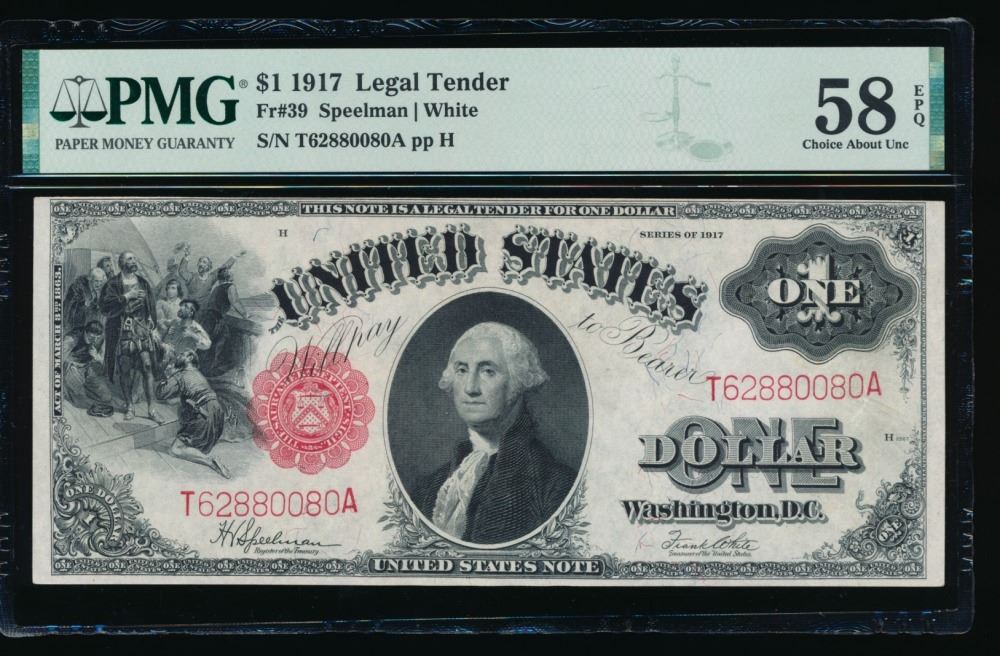 PMG®
PAPER MONEY GUARANTY
$1 1917 Legal Tender
Fr#39 Speelman | White
S/N T62880080A pp H
58 EPQ
Choice About Unc
THIS NOTE IS A LEGAL TENDER FOR ONE DOLLAR
H
SERIES OF 1917
THE UNITED STATES
ONE
ACT OF MARCH 3RD 1863.
Will pay to Bearer
T62880080A
ONE DOLLAR
H
Washington, D.C.
T62880080A
ONE DOLLAR
Register of the Treasury
Frank White
Treasurer of the United States.
UNITED STATES NOTE